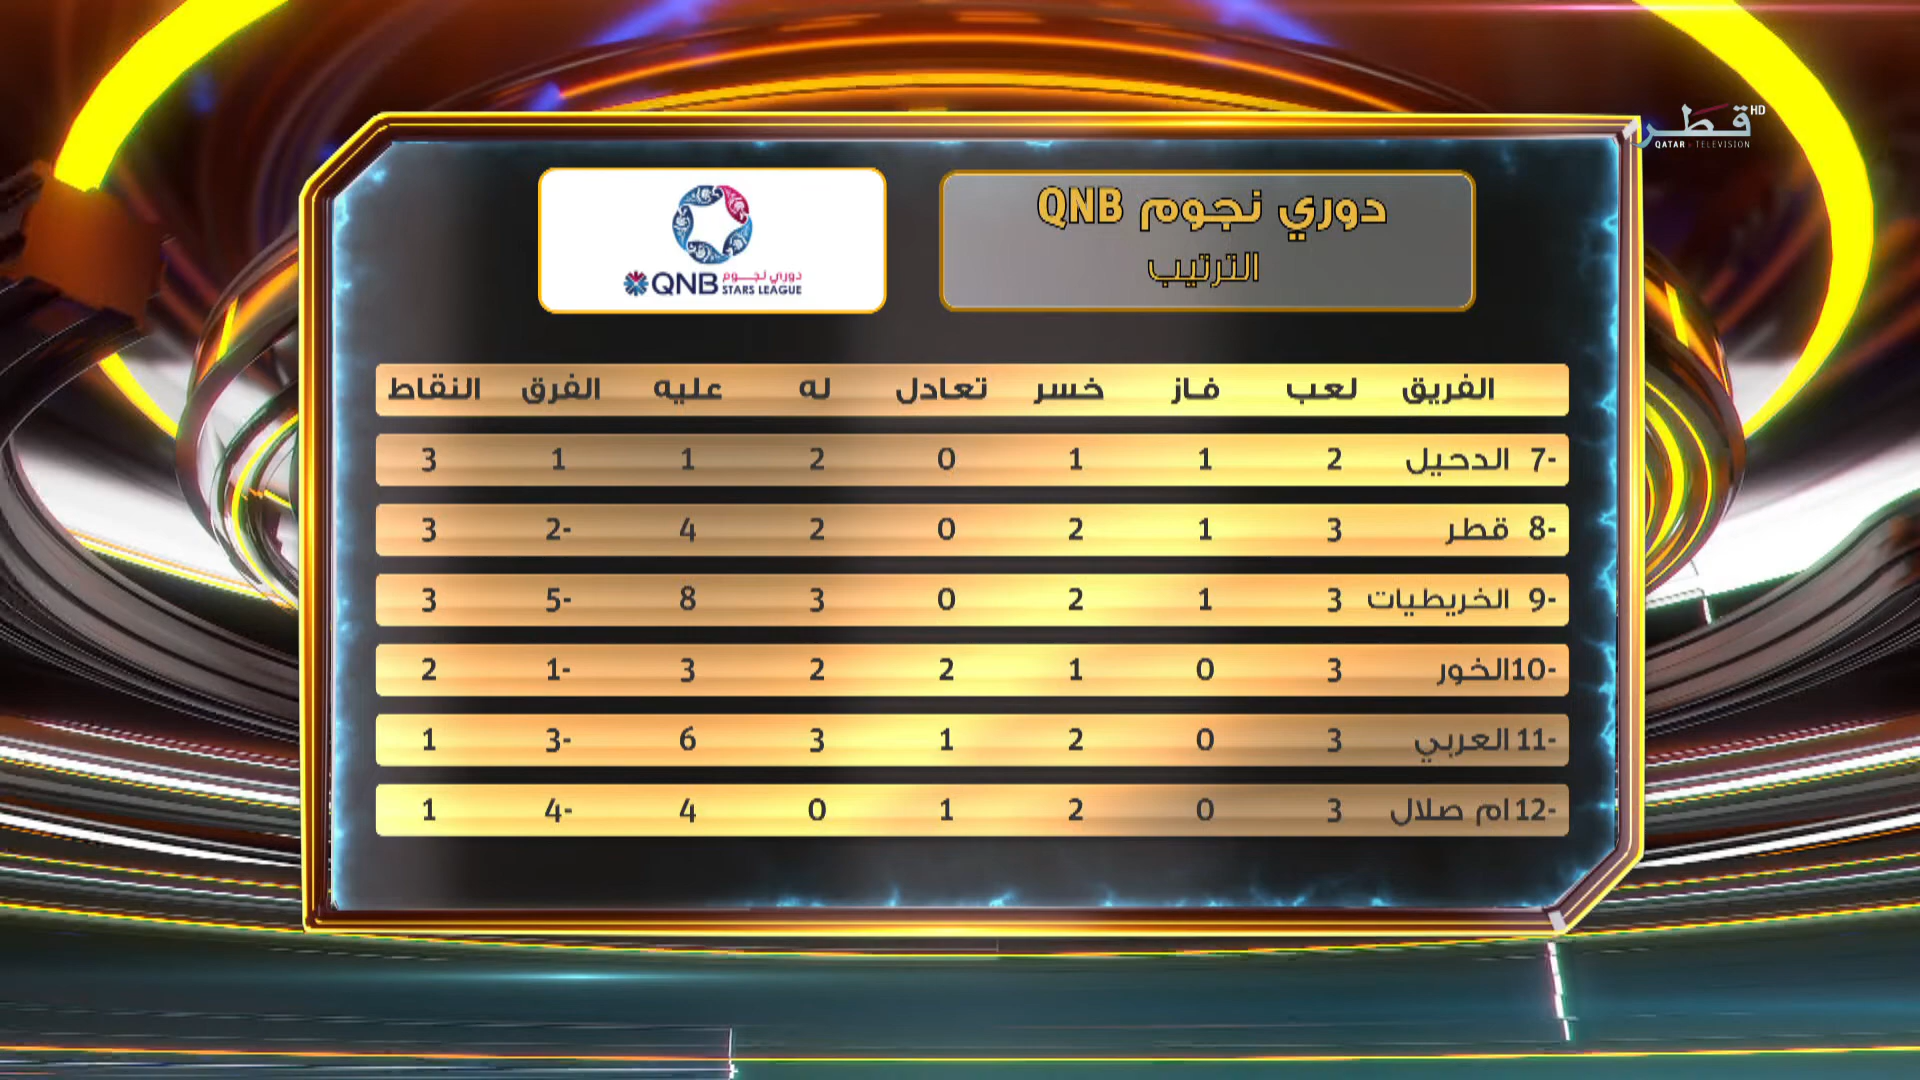 قطر HD
QATAR TELEVISION
دوري نجوم QNB
الترتيب
دوري نجوم
QNB STARS LEAGUE
الفريق لعب فاز خسر تعادل له عليه الفرق النقاط
7- الدحيل 2 1 1 0 2 1 1 3
8- قطر 3 1 2 0 2 4 2- 3
9- الخريطيات 3 1 2 0 3 8 5- 3
10- الخور 3 0 1 2 2 3 1- 2
11- العربي 3 0 2 1 3 6 3- 1
12- ام صلال 3 0 2 1 0 4 4- 1